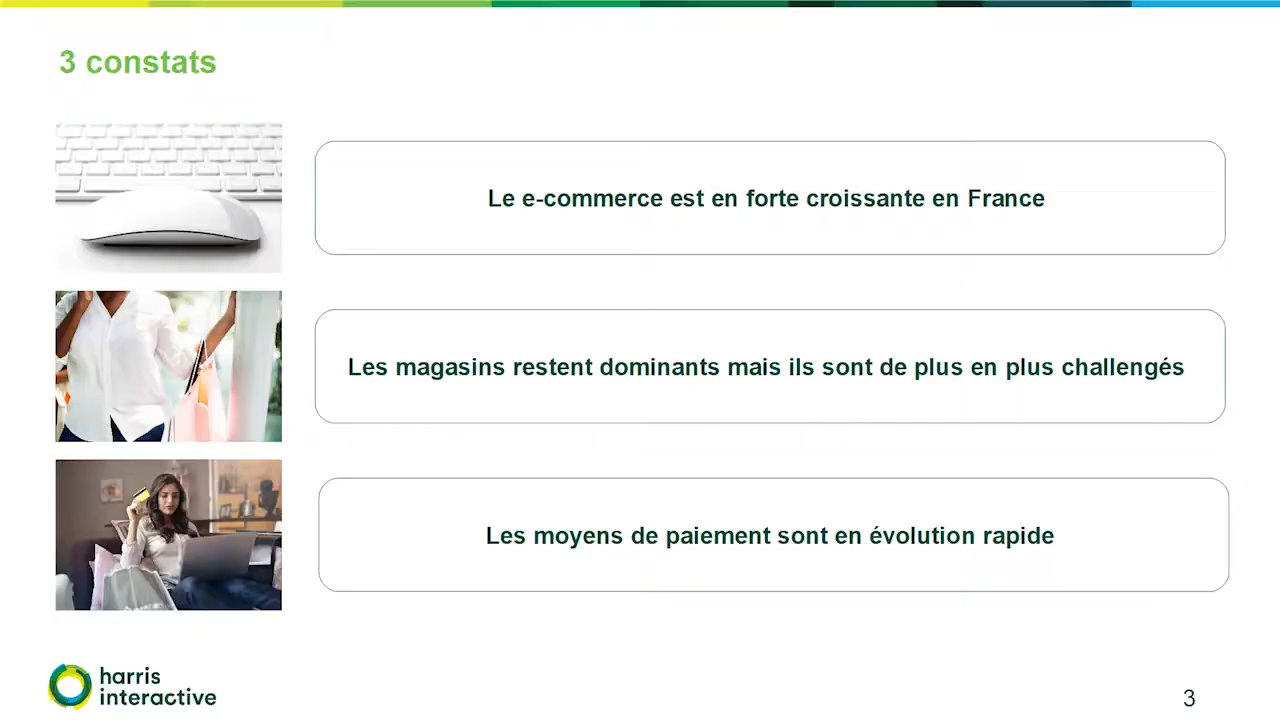 3 constats
Le e-commerce est en forte croissante en France
Les magasins restent dominants mais ils sont de plus en plus challengés
Les moyens de paiement sont en évolution rapide
harris
interactive
3